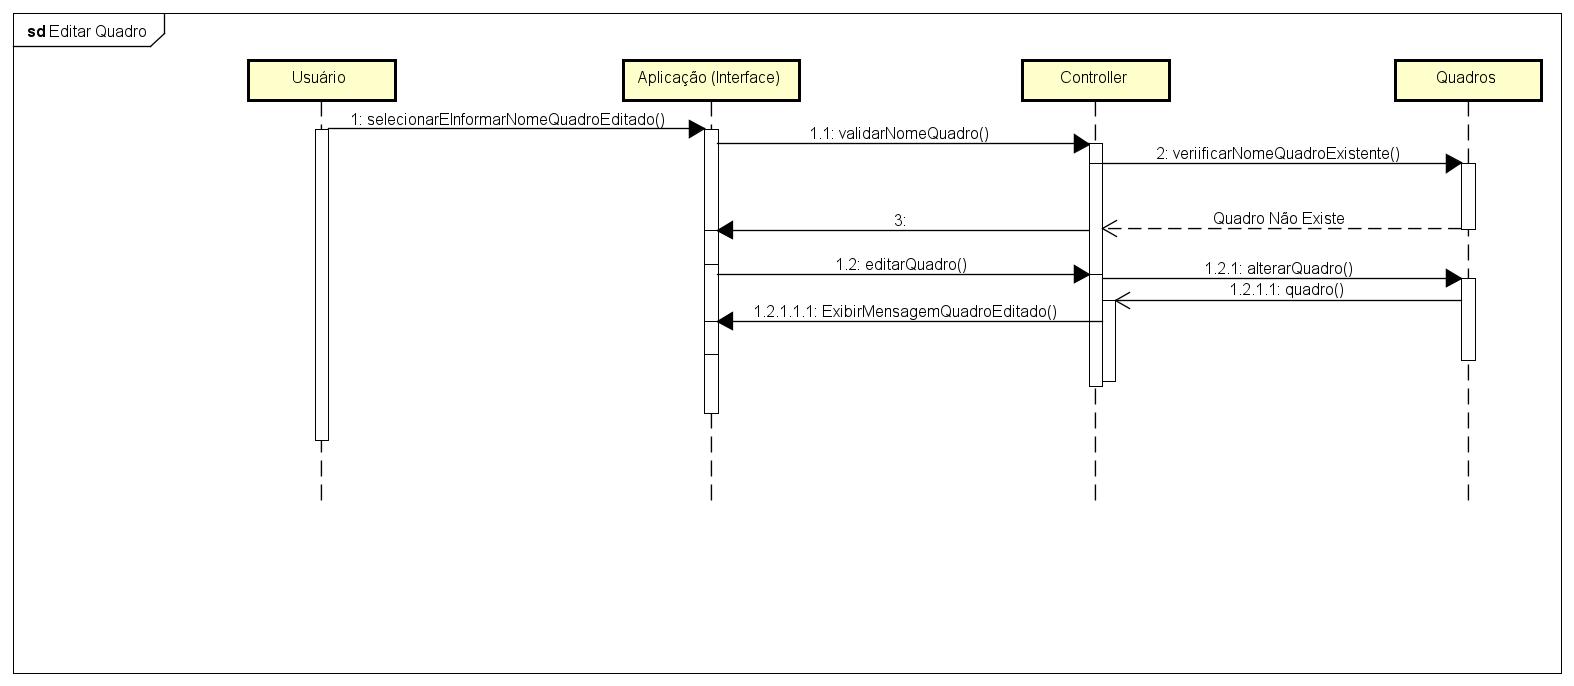 sd Editar Quadro
Usuário
Aplicação (Interface)
Controller
Quadros
1: selecionarEInformarNomeQuadroEditado()
1.1: validarNomeQuadro()
2: veriificarNomeQuadroExistente()
Quadro Não Existe
3:
1.2: editarQuadro()
1.2.1: alterarQuadro()
1.2.1.1: quadro()
1.2.1.1.1: ExibirMensagemQuadroEditado()